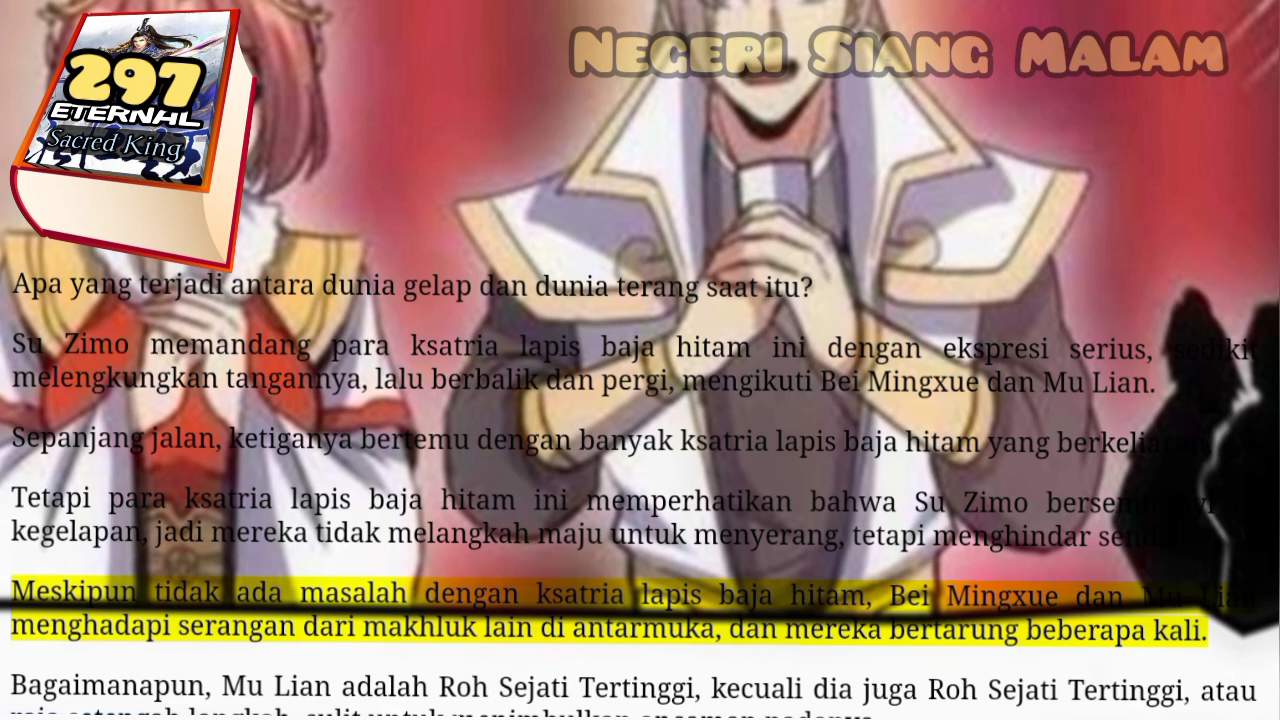 297
ETERNAL
Sacred King
Negeri Siang Malam
Apa yang terjadi antara dunia gelap dan dunia terang saat itu?
Su Zimo memandang para ksatria lapis baja hitam ini dengan ekspresi serius, sedikit
melengkungkan tangannya, lalu berbalik dan pergi, mengikuti Bei Mingxue dan Mu Lian.
Sepanjang jalan, ketiganya bertemu dengan banyak ksatria lapis baja hitam yang berkeliaran
Tetapi para ksatria lapis baja hitam ini memperhatikan bahwa Su Zimo
kegelapan, jadi mereka tidak melangkah maju untuk menyerang, tetapi menghindar
Meskipun tidak ada masalah dengan ksatria lapis baja hitam, Bei Mingxue dan Mu Lian
menghadapi serangan dari makhluk lain di antarmuka, dan mereka bertarung beberapa kali.
Bagaimanapun, Mu Lian adalah Roh Sejati Tertinggi, kecuali dia juga Roh Sejati Tertinggi, atau